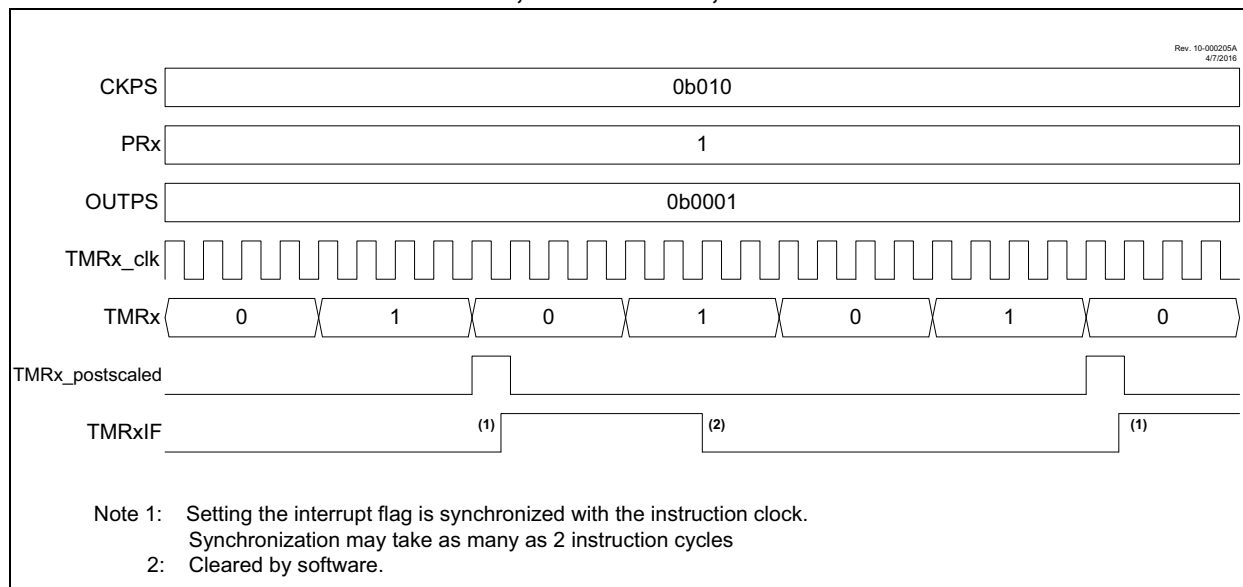 Rev. 10-000205A
4/7/2016
CKPS 0b010
PRx 1
OUTPS 0b0001
TMRx_clk
TMRx 0 1 0 1 0 1 0
TMRx_postscaled
TMRxIF (1) (2) (1)
Note 1: Setting the interrupt flag is synchronized with the instruction clock.
Synchronization may take as many as 2 instruction cycles
2: Cleared by software.